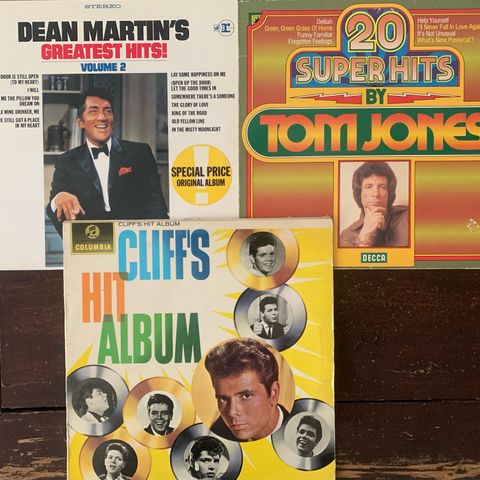 STEREO
DEAN MARTIN'S
GREATEST HITS!
VOLUME 2
DOOR IS STILL OPEN
(TO MY HEART)
I WILL
ME THE PILLOW YOU
DREAM ON
LE WINE DRINKER, ME
'VE STILL GOT A PLACE
IN MY HEART
LAY SOME HAPPINESS ON ME
(OPEN UP THE DOOR)
LET THE GOOD TIMES IN
SOMEWHERE THERE'S A SOMEONE
THE GLORY OF LOVE
KING OF THE ROAD
OLD YELLOW LINE
IN THE MISTY MOONLIGHT
SPECIAL PRICE
ORIGINAL ALBUM
Delilah
Green, Green Grass Of Home
Funny Familiar
Forgotten Feelings
Help Yourself
I'll Never Fall In Love Again
It's Not Unusual
What's New, Pussycat?
20
SUPER HITS
BY
TOM JONES
DECCA
CLIFF'S HIT ALBUM
COLUMBIA
CLIFF'S
HIT
ALBUM